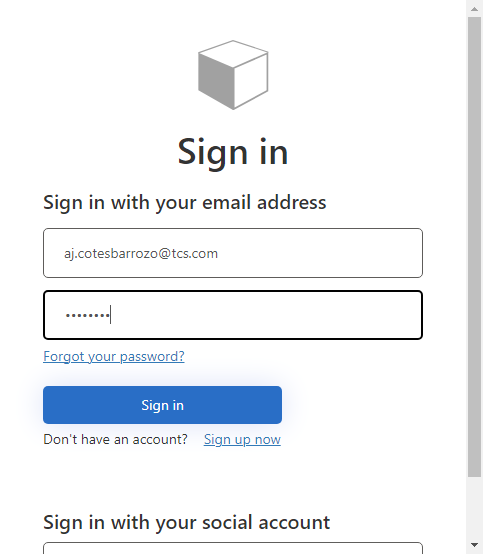 Sign in
Sign in with your email address
aj.cotesbarrozo@tcs.com
••••••••
Forgot your password?
Sign in
Don't have an account? Sign up now
Sign in with your social account